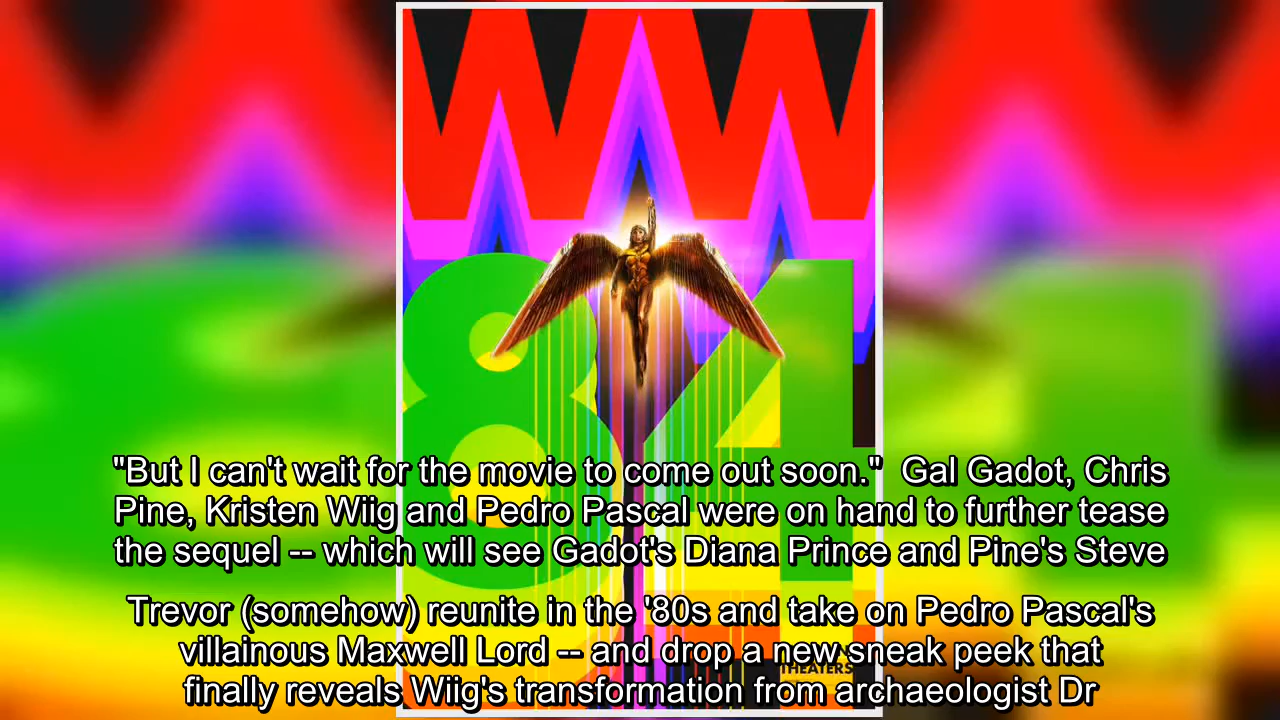 WW
84
"But I can't wait for the movie to come out soon."  Gal Gadot, Chris
Pine, Kristen Wiig and Pedro Pascal were on hand to further tease
the sequel -- which will see Gadot's Diana Prince and Pine's Steve
Trevor (somehow) reunite in the '80s and take on Pedro Pascal's
villainous Maxwell Lord -- and drop a new sneak peek that
THEATERS
finally reveals Wiig's transformation from archaeologist Dr